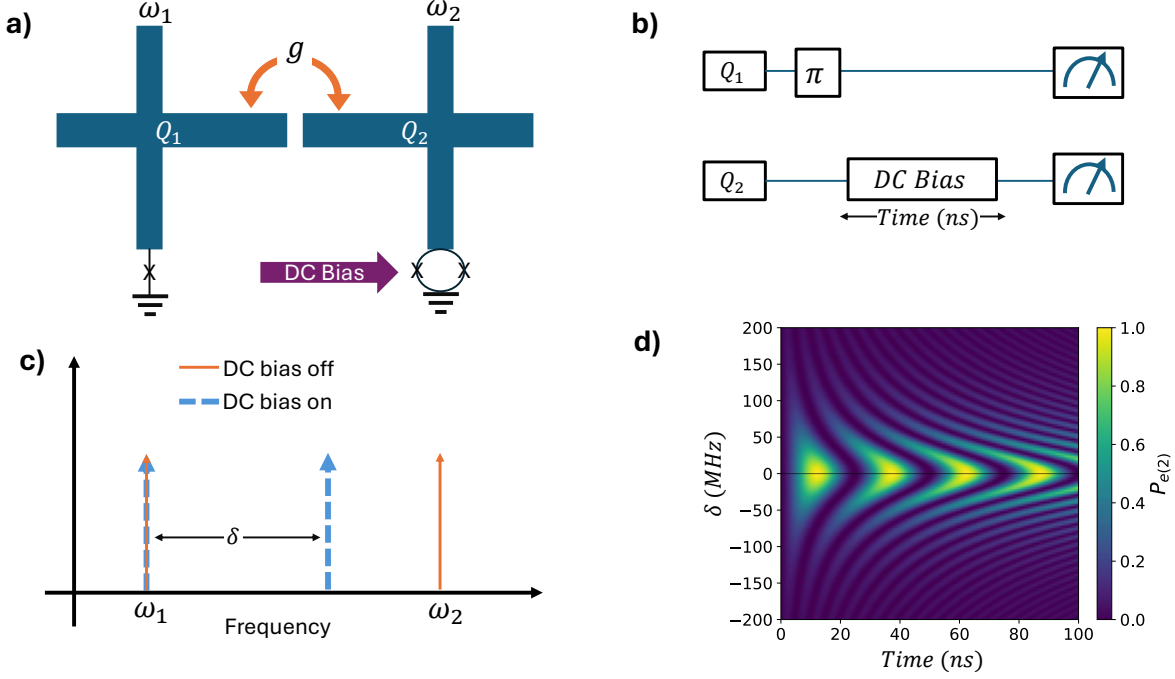 a)
ω₁
ω₂
g
Q₁
Q₂
X
DC Bias
X
X
b)
Q₁
π
Q₂
DC Bias
Time (ns)
c)
DC bias off
DC bias on
δ
ω₁
ω₂
Frequency
d)
200
150
100
50
0
−50
−100
−150
−200
δ (MHz)
0
20
40
60
80
100
Time (ns)
1.0
0.8
0.6
0.4
0.2
0.0
Pₑ₍₂₎